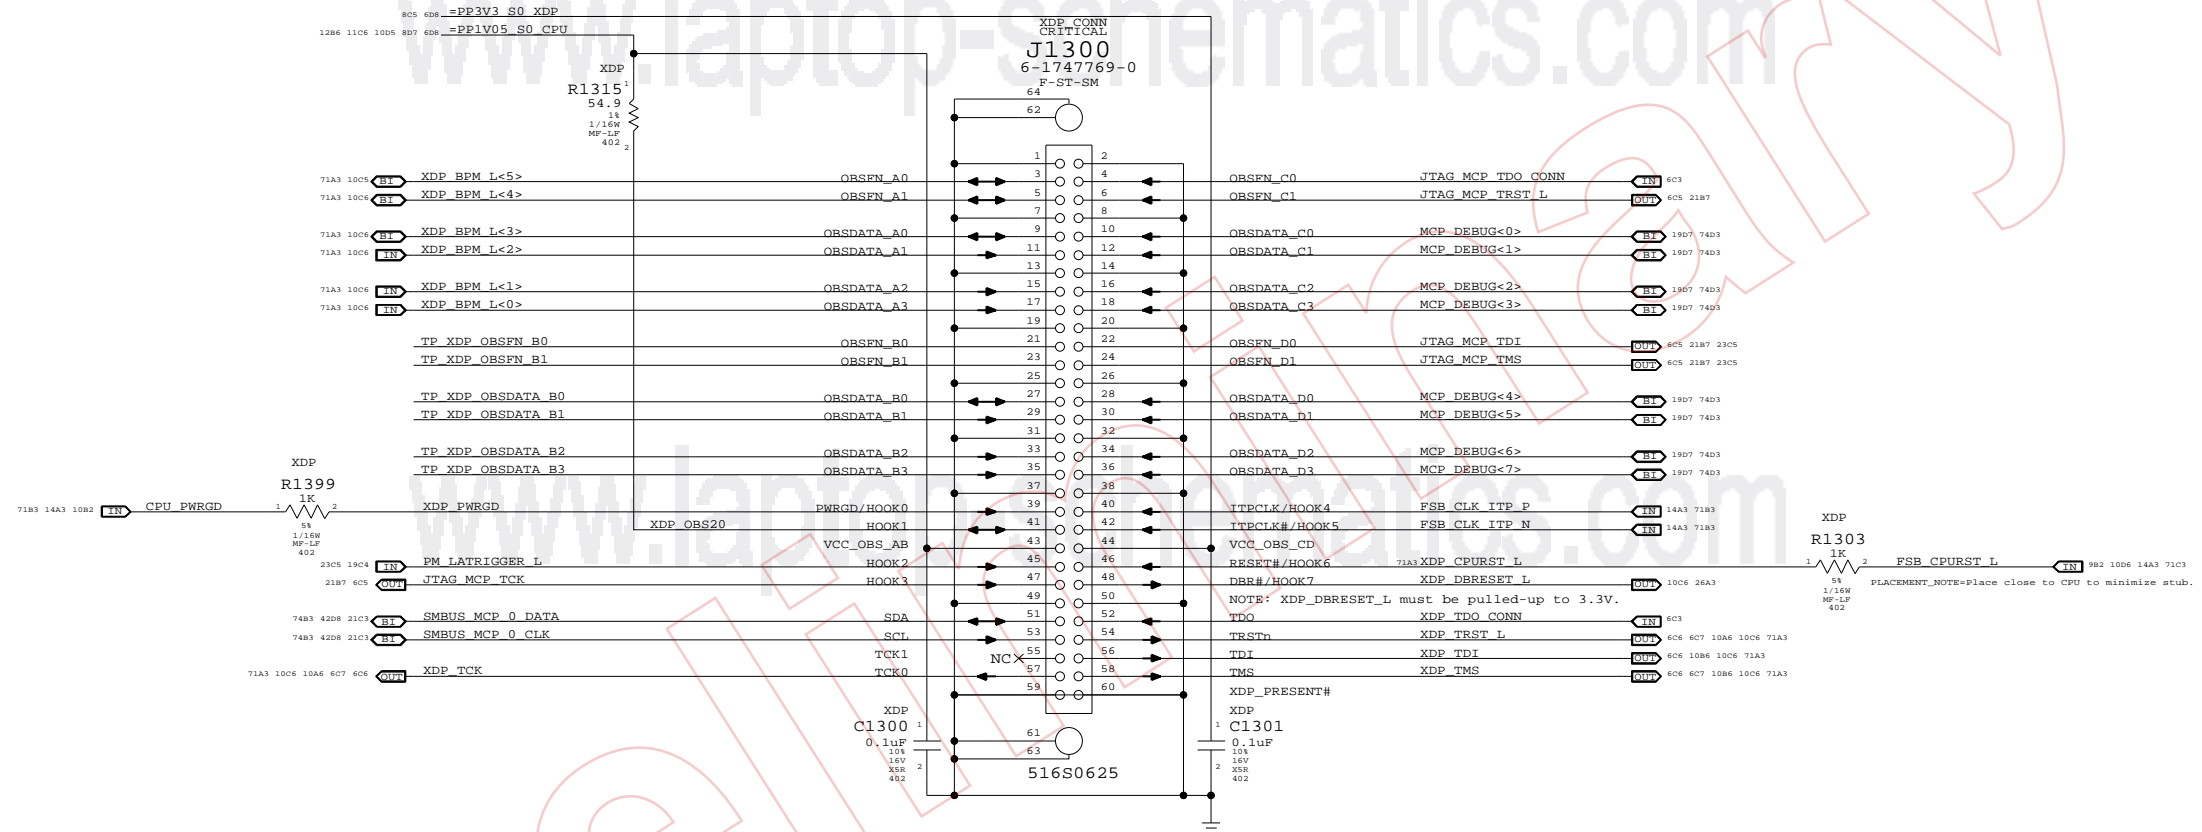 www.laptop-schematics.com
8C5 6D8 =PP3V3_S0_XDP
12B6 11C6 10D5 8D7 6D8 =PP1V05_S0_CPU
XDP_CONN
CRITICAL
J1300
6-1747769-0
F-ST-SM
64
62
XDP
R1315 1
54.9
1%
1/16W
MF-LF
402 2
1 2
71A3 10C5 BI XDP_BPM_L<5> OBSFN_A0 3 4 OBSFN_C0 JTAG_MCP_TDO_CONN IN 6C3
71A3 10C6 BI XDP_BPM_L<4> OBSFN_A1 5 6 OBSFN_C1 JTAG_MCP_TRST_L OUT 6C5 21B7
7 8
71A3 10C6 BI XDP_BPM_L<3> OBSDATA_A0 9 10 OBSDATA_C0 MCP_DEBUG<0> BI 19D7 74D3
71A3 10C6 IN XDP_BPM_L<2> OBSDATA_A1 11 12 OBSDATA_C1 MCP_DEBUG<1> BI 19D7 74D3
13 14
71A3 10C6 IN XDP_BPM_L<1> OBSDATA_A2 15 16 OBSDATA_C2 MCP_DEBUG<2> BI 19D7 74D3
71A3 10C6 IN XDP_BPM_L<0> OBSDATA_A3 17 18 OBSDATA_C3 MCP_DEBUG<3> BI 19D7 74D3
19 20
TP_XDP_OBSFN_B0 OBSFN_B0 21 22 OBSFN_D0 JTAG_MCP_TDI OUT 6C5 21B7 23C5
TP_XDP_OBSFN_B1 OBSFN_B1 23 24 OBSFN_D1 JTAG_MCP_TMS OUT 6C5 21B7 23C5
25 26
TP_XDP_OBSDATA_B0 OBSDATA_B0 27 28 OBSDATA_D0 MCP_DEBUG<4> BI 19D7 74D3
TP_XDP_OBSDATA_B1 OBSDATA_B1 29 30 OBSDATA_D1 MCP_DEBUG<5> BI 19D7 74D3
31 32
TP_XDP_OBSDATA_B2 OBSDATA_B2 33 34 OBSDATA_D2 MCP_DEBUG<6> BI 19D7 74D3
TP_XDP_OBSDATA_B3 OBSDATA_B3 35 36 OBSDATA_D3 MCP_DEBUG<7> BI 19D7 74D3
www.laptop-schematics.com
37 38
XDP
R1399
1K
71B3 14A3 10B2 IN CPU_PWRGD 1 2 XDP_PWRGD PWRGD/HOOK0 39 40 ITPCLK/HOOK4 FSB_CLK_ITP_P IN 14A3 71B3
5%
1/16W
MF-LF
402
XDP_OBS20 HOOK1 41 42 ITPCLK#/HOOK5 FSB_CLK_ITP_N IN 14A3 71B3
VCC_OBS_AB 43 44 VCC_OBS_CD
23C5 19C4 IN PM_LATRIGGER_L HOOK2 45 46 RESET#/HOOK6 71A3 XDP_CPURST_L 1 2 FSB_CPURST_L IN 9B2 10D6 14A3 71C3
XDP
R1303
1K
5%
1/16W
MF-LF
402
PLACEMENT_NOTE=Place close to CPU to minimize stub.
21B7 6C5 OUT JTAG_MCP_TCK HOOK3 47 48 DBR#/HOOK7 XDP_DBRESET_L OUT 10C6 26A3
49 50 NOTE: XDP_DBRESET_L must be pulled-up to 3.3V.
74B3 42D8 21C3 BI SMBUS_MCP_0_DATA SDA 51 52 TDO XDP_TDO_CONN IN 6C3
74B3 42D8 21C3 BI SMBUS_MCP_0_CLK SCL 53 54 TRSTn XDP_TRST_L OUT 6C6 6C7 10A6 10C6 71A3
TCK1 NC 55 56 TDI XDP_TDI OUT 6C6 10B6 10C6 71A3
71A3 10C6 10A6 6C7 6C6 OUT XDP_TCK TCK0 57 58 TMS XDP_TMS OUT 6C6 6C7 10B6 10C6 71A3
59 60 XDP_PRESENT#
XDP
C1300 1
0.1uF
10%
16V
X5R
402 2
61
63
516S0625
XDP
1 C1301
0.1uF
10%
16V
2 X5R
402